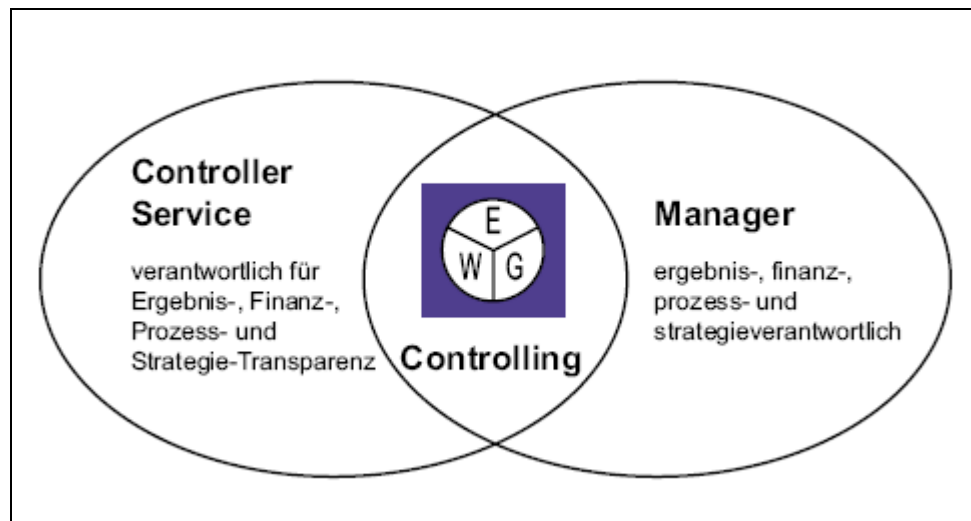 Controller
Service
verantwortlich für
Ergebnis-, Finanz-,
Prozess- und
Strategie-Transparenz
E
W G
Controlling
Manager
ergebnis-, finanz-,
prozess- und
strategieverantwortlich